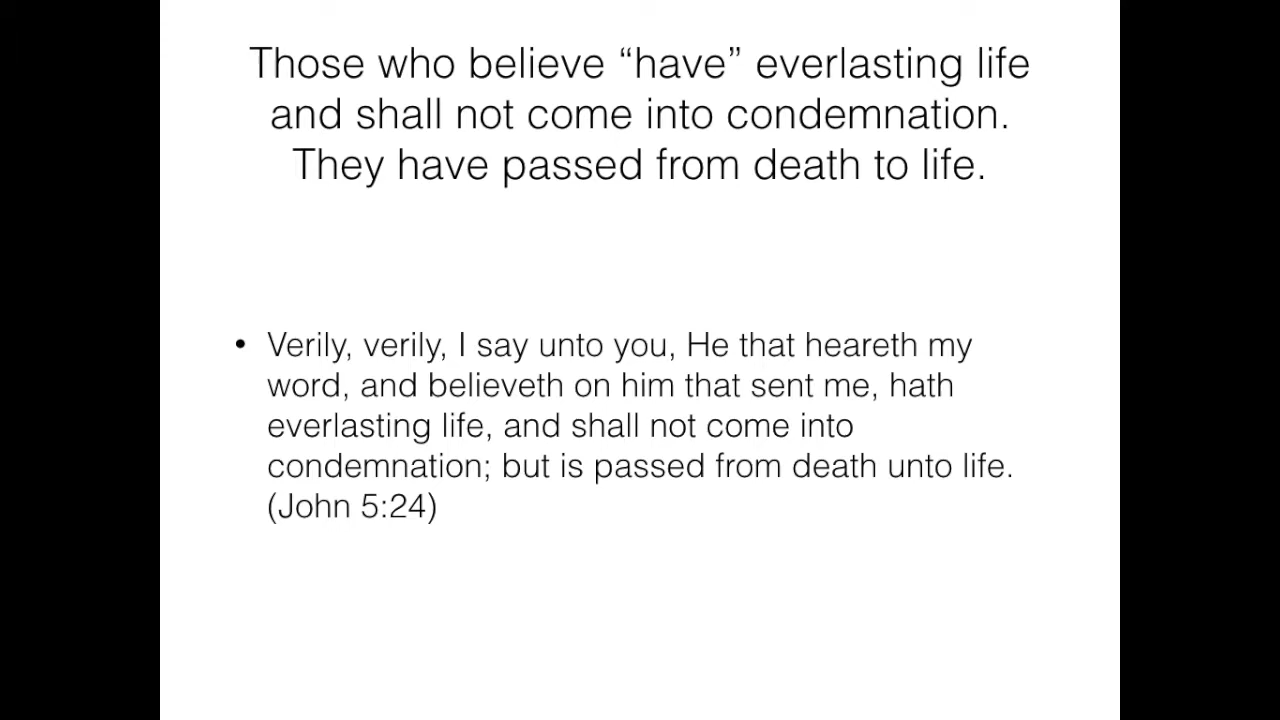 Those who believe “have” everlasting life
and shall not come into condemnation.
They have passed from death to life.
• Verily, verily, I say unto you, He that heareth my
word, and believeth on him that sent me, hath
everlasting life, and shall not come into
condemnation; but is passed from death unto life.
(John 5:24)